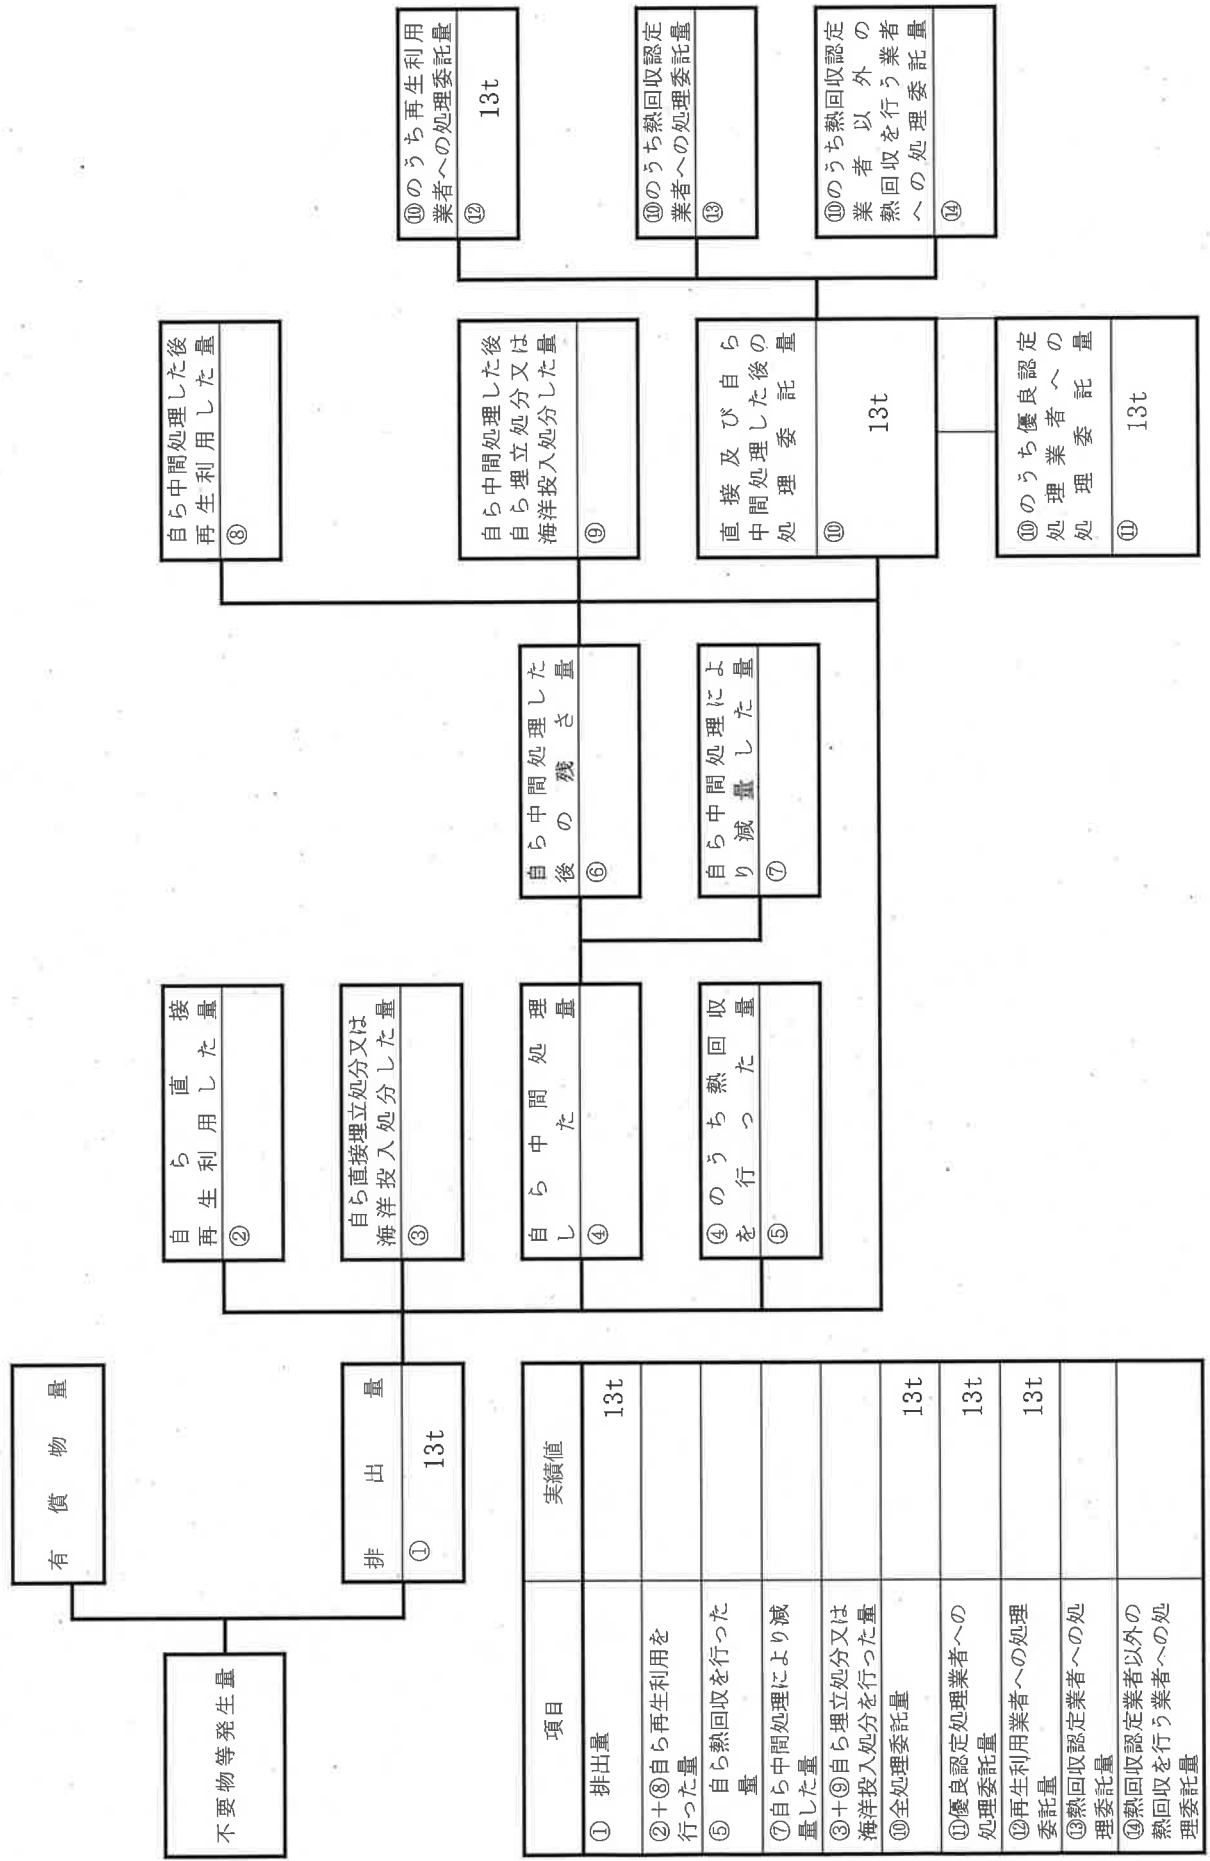 不要物等発生量
有償物量
排出量
①
13t
自ら直接
再生利用した量
②
自ら直接埋立処分又は
海洋投入処分した量
③
自ら中間処理
した量
④
④のうち熱回収
を行った量
⑤
自ら中間処理した
後の残さ量
⑥
自ら中間処理によ
り減量した量
⑦
自ら中間処理した後
再生利用した量
⑧
自ら中間処理した後
自ら埋立処分又は
海洋投入処分した量
⑨
直接及び自ら
中間処理した後の
処理委託量
⑩
13t
⑩のうち優良認定
処理業者への
処理委託量
⑪
13t
⑩のうち再生利用
業者への処理委託量
⑫
13t
⑩のうち熱回収認定
業者への処理委託量
⑬
⑩のうち熱回収認定
業者以外の
熱回収を行う業者
への処理委託量
⑭
項目
実績値
① 排出量
13t
②+⑧自ら再生利用を
行った量
⑤ 自ら熱回収を行った
量
⑦自ら中間処理により減
量した量
③+⑨自ら埋立処分又は
海洋投入処分を行った量
⑩全処理委託量
13t
⑪優良認定処理業者への
処理委託量
13t
⑫再生利用業者への処理
委託量
13t
⑬熱回収認定業者への処
理委託量
⑭熱回収認定業者以外の
熱回収を行う業者への処
理委託量